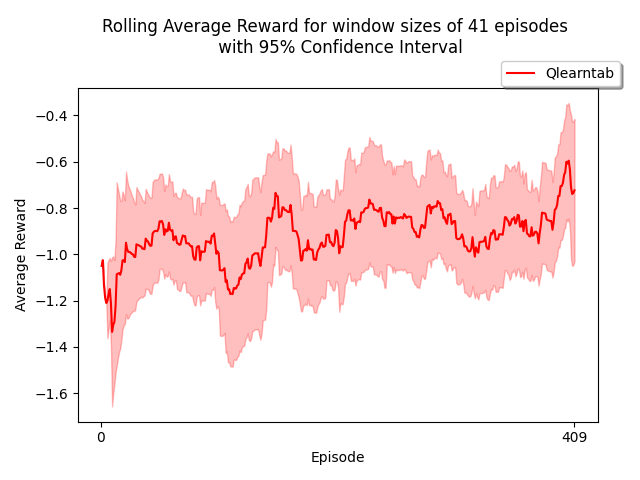 Rolling Average Reward for window sizes of 41 episodes
with 95% Confidence Interval
Qlearntab
Average Reward
−0.4
−0.6
−0.8
−1.0
−1.2
−1.4
−1.6
0
409
Episode